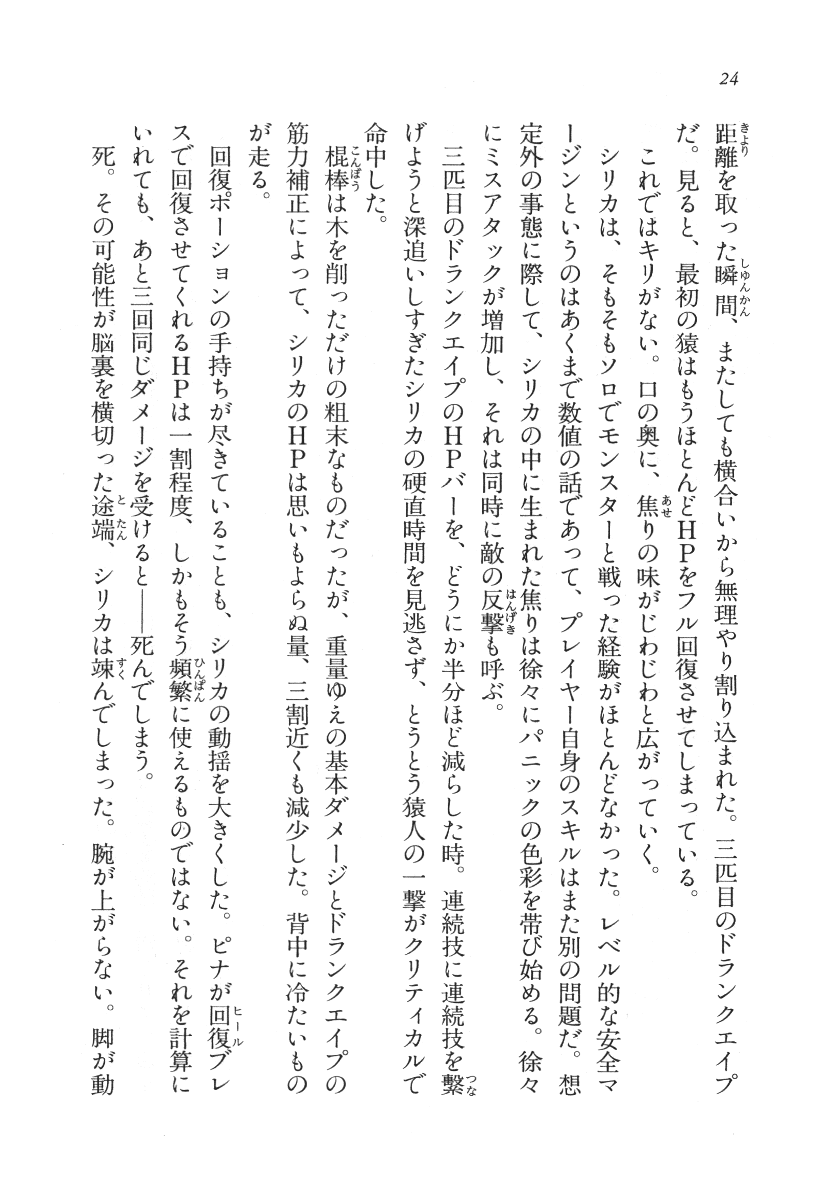 24
距離を取った瞬間、またしても横合いから無理やり割り込まれた。三匹目のドランクエイプ
だ。見ると、最初の猿はもうほとんどHPをフル回復させてしまっている。
これではキリがない。口の奥に、焦りの味がじわじわと広がっていく。
シリカは、そもそもソロでモンスターと戦った経験がほとんどなかった。レベル的な安全マ
ージンというのはあくまで数値の話であって、プレイヤー自身のスキルはまた別の問題だ。想
定外の事態に際して、シリカの中に生まれた焦りは徐々にパニックの色彩を帯び始める。徐々
にミスアタックが増加し、それは同時に敵の反撃も呼ぶ。
三匹目のドランクエイプのHPバーを、どうにか半分ほど減らした時。連続技に連続技を繋
げようと深追いしすぎたシリカの硬直時間を見逃さず、とうとう猿人の一撃がクリティカルで
命中した。
棍棒は木を削っただけの粗末なものだったが、重量ゆえの基本ダメージとドランクエイプの
筋力補正によって、シリカのHPは思いもよらぬ量、三割近くも減少した。背中に冷たいもの
が走る。
回復ポーションの手持ちが尽きていることも、シリカの動揺を大きくした。ピナが回復ブレ
スで回復させてくれるHPは一割程度、しかもそう頻繁に使えるものではない。それを計算に
いれても、あと三回同じダメージを受けると――死んでしまう。
死。その可能性が脳裏を横切った途端、シリカは竦んでしまった。腕が上がらない。脚が動